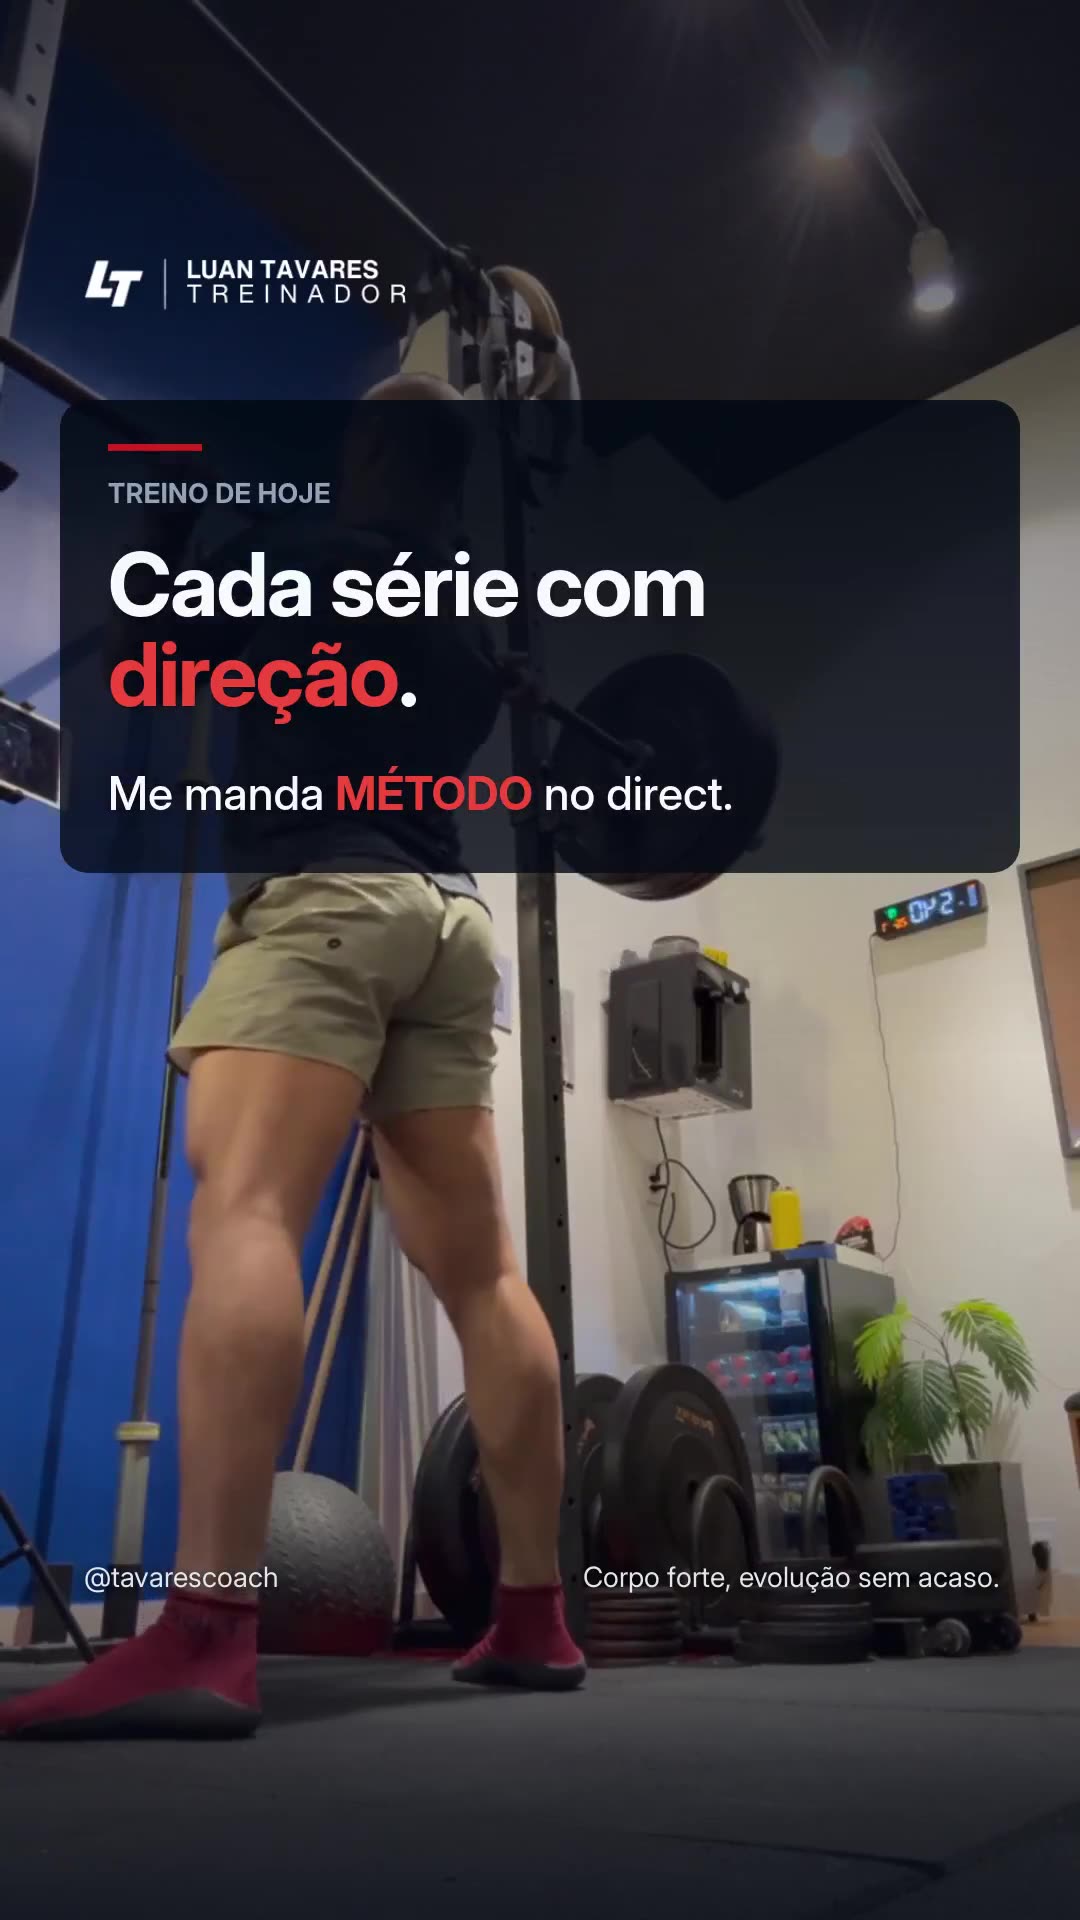 LT
LUAN TAVARES
TREINADOR
TREINO DE HOJE
Cada série com
direção.
Me manda MÉTODO no direct.
@tavarescoach
Corpo forte, evolução sem acaso.